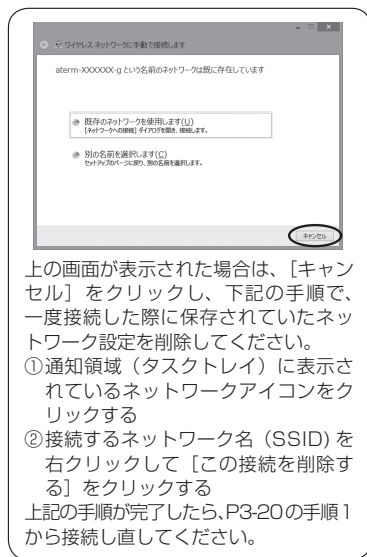 ワイヤレス ネットワークに手動で接続します
aterm-XXXXXX-g という名前のネットワークは既に存在しています
既存のネットワークを使用します(U)
[ネットワークへの接続] ダイアログを開き、接続します。
別の名前を選択します(C)
セットアップのページに戻り、別の名前を選択します。
キャンセル
上の画面が表示された場合は、［キャン
セル］をクリックし、下記の手順で、
一度接続した際に保存されていたネッ
トワーク設定を削除してください。
①通知領域（タスクトレイ）に表示さ
れているネットワークアイコンをク
リックする
②接続するネットワーク名（SSID) を
右クリックして［この接続を削除す
る］をクリックする
上記の手順が完了したら、P3-20の手順1
から接続し直してください。